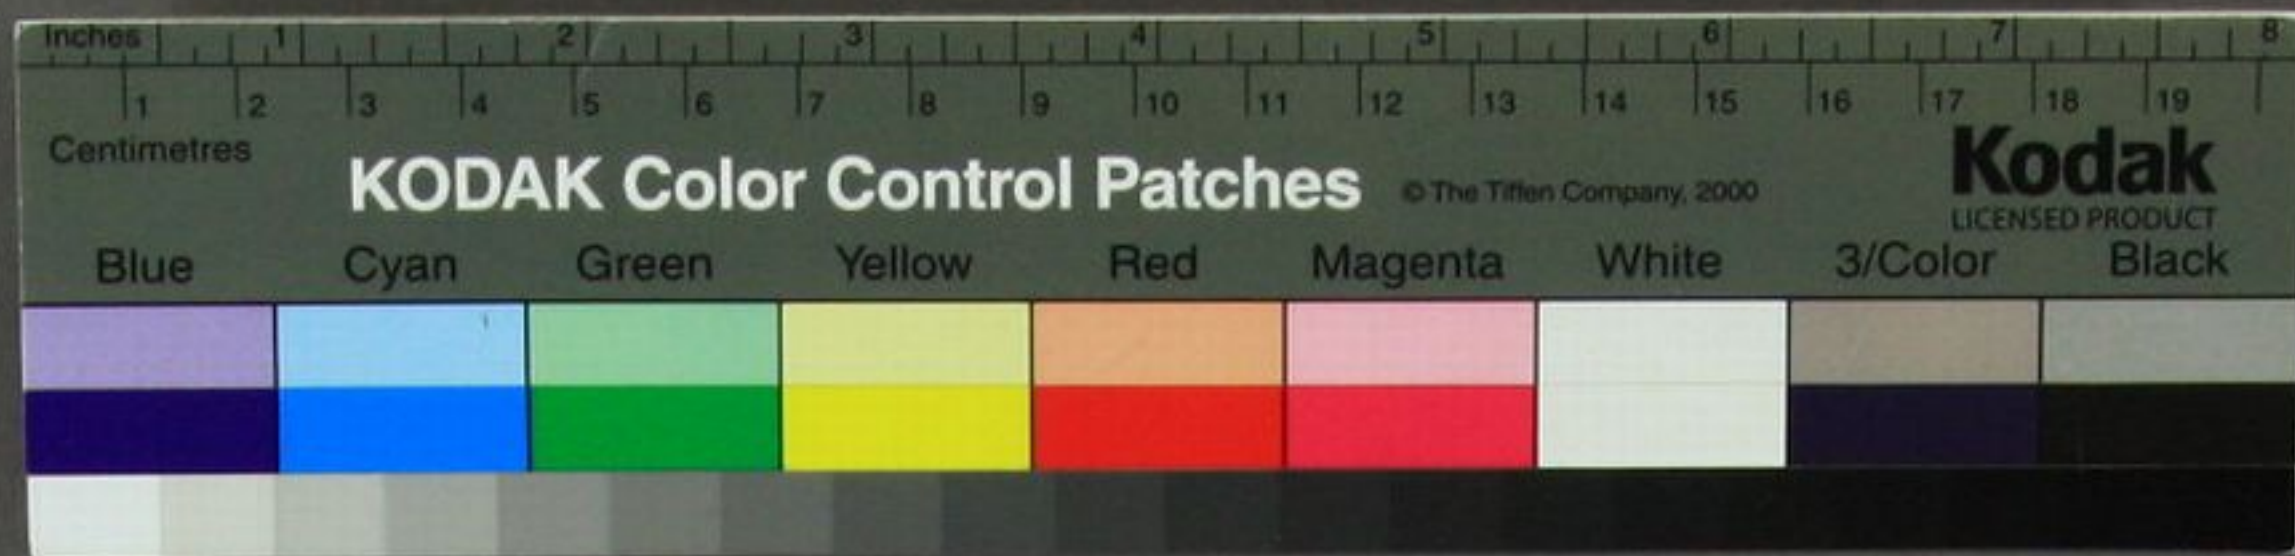 Inches 1 2 3 4 5 6 7 8
1 2 3 4 5 6 7 8 9 10 11 12 13 14 15 16 17 18 19
Centimetres
KODAK Color Control Patches © The Tiffen Company, 2000 Kodak
LICENSED PRODUCT
Blue Cyan Green Yellow Red Magenta White 3/Color Black